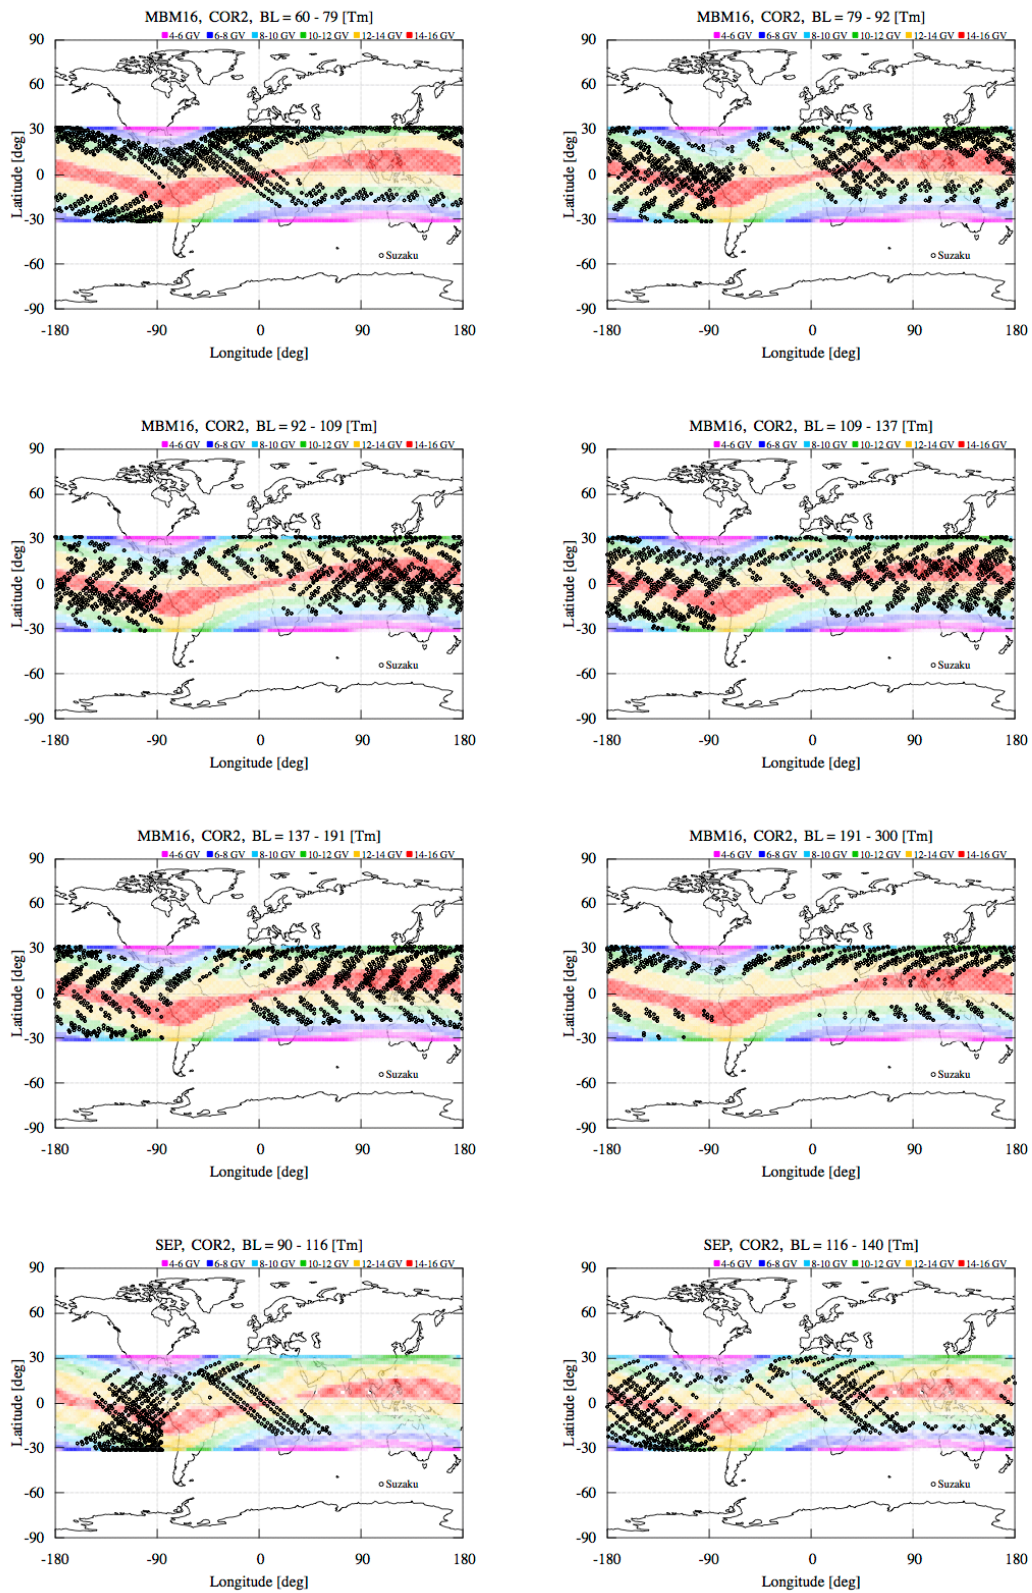 MBM16, COR2, BL = 60 - 79 [Tm]
4-6 GV 6-8 GV 8-10 GV 10-12 GV 12-14 GV 14-16 GV
90
60
30
0
-30
-60
-90
Latitude [deg]
Suzaku
-180 -90 0 90 180
Longitude [deg]
MBM16, COR2, BL = 79 - 92 [Tm]
4-6 GV 6-8 GV 8-10 GV 10-12 GV 12-14 GV 14-16 GV
90
60
30
0
-30
-60
-90
Latitude [deg]
Suzaku
-180 -90 0 90 180
Longitude [deg]
MBM16, COR2, BL = 92 - 109 [Tm]
4-6 GV 6-8 GV 8-10 GV 10-12 GV 12-14 GV 14-16 GV
90
60
30
0
-30
-60
-90
Latitude [deg]
Suzaku
-180 -90 0 90 180
Longitude [deg]
MBM16, COR2, BL = 109 - 137 [Tm]
4-6 GV 6-8 GV 8-10 GV 10-12 GV 12-14 GV 14-16 GV
90
60
30
0
-30
-60
-90
Latitude [deg]
Suzaku
-180 -90 0 90 180
Longitude [deg]
MBM16, COR2, BL = 137 - 191 [Tm]
4-6 GV 6-8 GV 8-10 GV 10-12 GV 12-14 GV 14-16 GV
90
60
30
0
-30
-60
-90
Latitude [deg]
Suzaku
-180 -90 0 90 180
Longitude [deg]
MBM16, COR2, BL = 191 - 300 [Tm]
4-6 GV 6-8 GV 8-10 GV 10-12 GV 12-14 GV 14-16 GV
90
60
30
0
-30
-60
-90
Latitude [deg]
Suzaku
-180 -90 0 90 180
Longitude [deg]
SEP, COR2, BL = 90 - 116 [Tm]
4-6 GV 6-8 GV 8-10 GV 10-12 GV 12-14 GV 14-16 GV
90
60
30
0
-30
-60
-90
Latitude [deg]
Suzaku
-180 -90 0 90 180
Longitude [deg]
SEP, COR2, BL = 116 - 140 [Tm]
4-6 GV 6-8 GV 8-10 GV 10-12 GV 12-14 GV 14-16 GV
90
60
30
0
-30
-60
-90
Latitude [deg]
Suzaku
-180 -90 0 90 180
Longitude [deg]